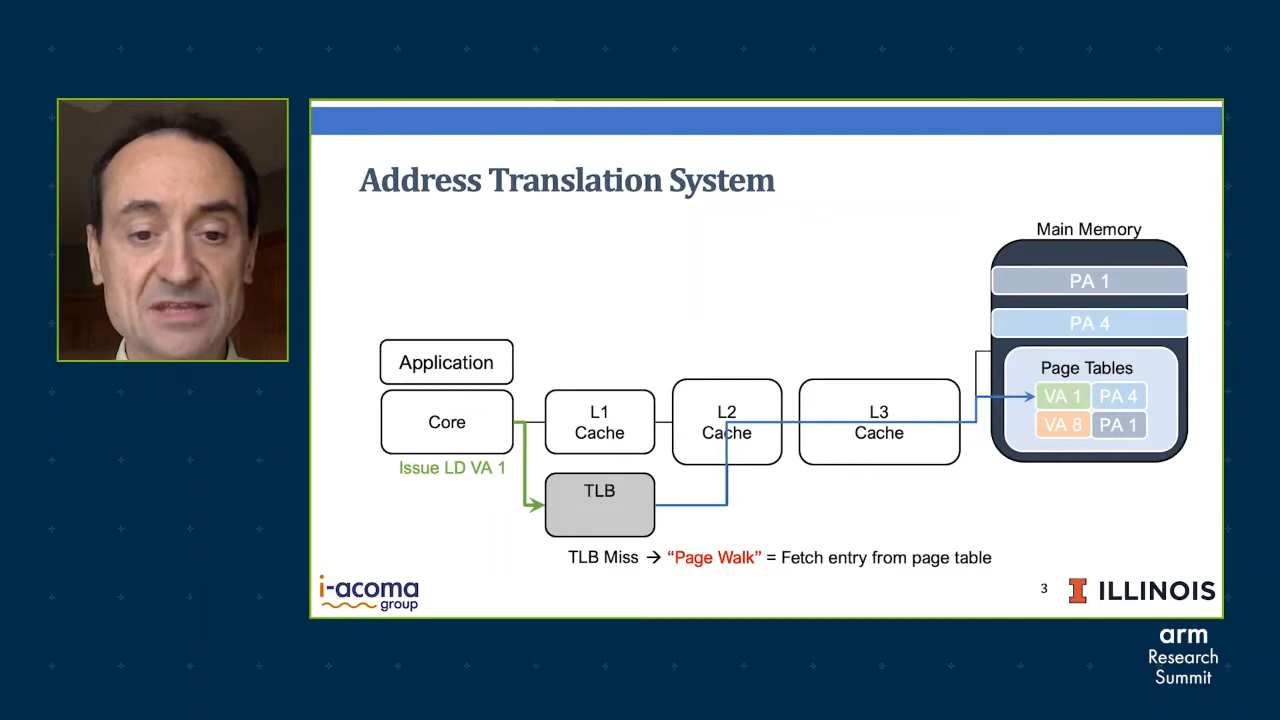 Address Translation System
Main Memory
PA 1
PA 4
Page Tables
VA 1 PA 4
VA 8 PA 1
Application
Core
L1
Cache
L2
Cache
L3
Cache
Issue LD VA 1
TLB
TLB Miss → “Page Walk” = Fetch entry from page table
i-acoma
group
3
I ILLINOIS
arm
Research
Summit